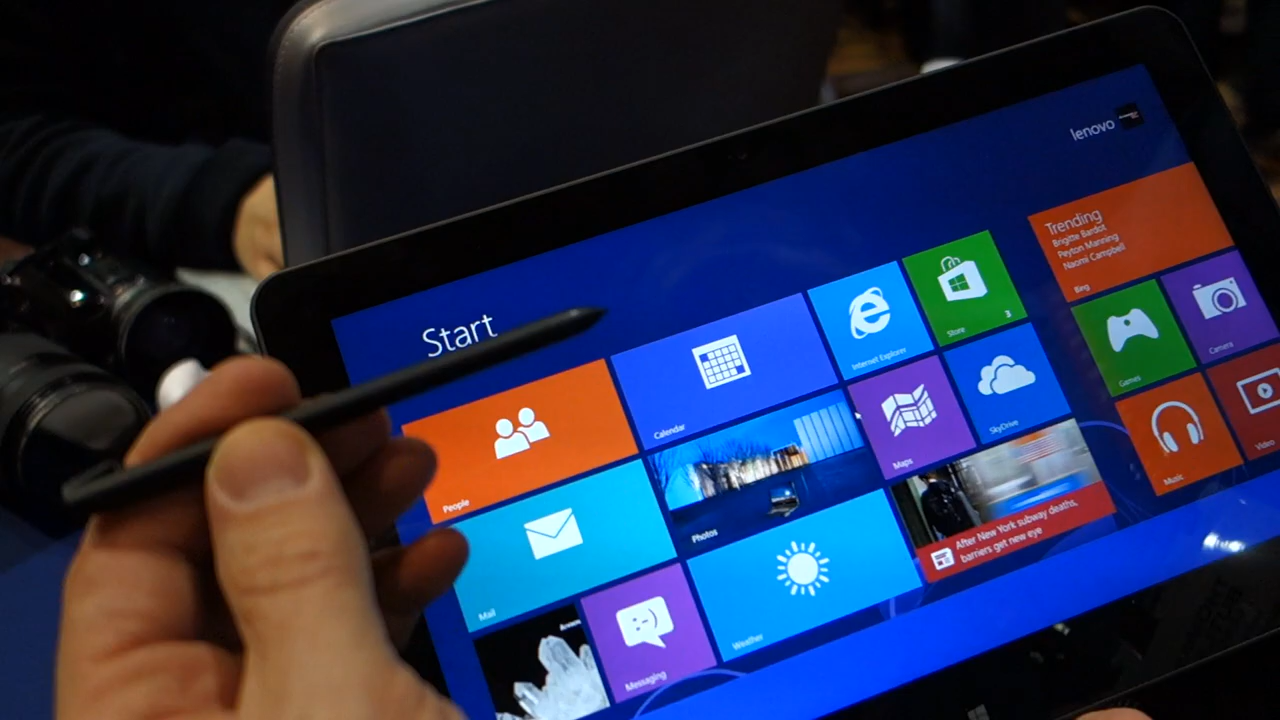 lenovo
Start
Trending
Brigitte Bardot
Peyton Manning
Naomi Campbell
Bing
People
Calendar
Internet Explorer
Store
3
Games
Camera
Mail
Photos
Maps
SkyDrive
Music
Video
Messaging
Weather
After New York subway deaths,
barriers get new eye